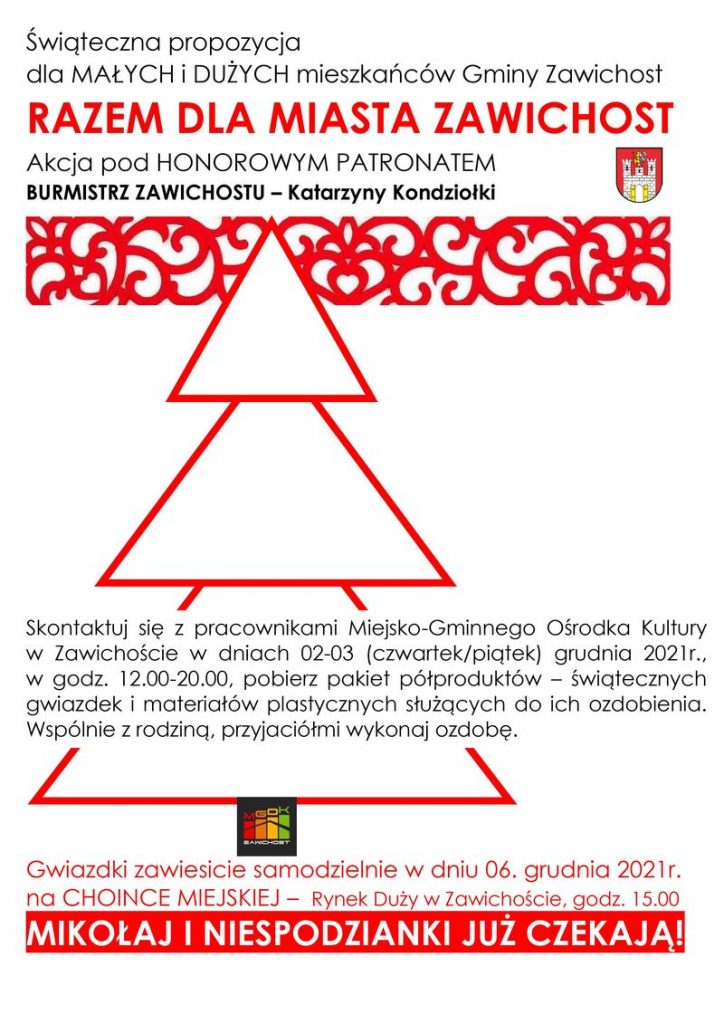 Świąteczna propozycja
dla MAŁYCH i DUŻYCH mieszkańców Gminy Zawichost
RAZEM DLA MIASTA ZAWICHOST
Akcja pod HONOROWYM PATRONATEM
BURMISTRZ ZAWICHOSTU – Katarzyny Kondziołki
Skontaktuj się z pracownikami Miejsko-Gminnego Ośrodka Kultury
w Zawichoście w dniach 02-03 (czwartek/piątek) grudnia 2021r.,
w godz. 12.00-20.00, pobierz pakiet półproduktów – świątecznych
gwiazdek i materiałów plastycznych służących do ich ozdobienia.
Wspólnie z rodziną, przyjaciółmi wykonaj ozdobę.
MGOK
ZAWICHOST
Gwiazdki zawiesicie samodzielnie w dniu 06. grudnia 2021r.
na CHOINCE MIEJSKIEJ – Rynek Duży w Zawichoście, godz. 15.00
MIKOŁAJ I NIESPODZIANKI JUŻ CZEKAJĄ!